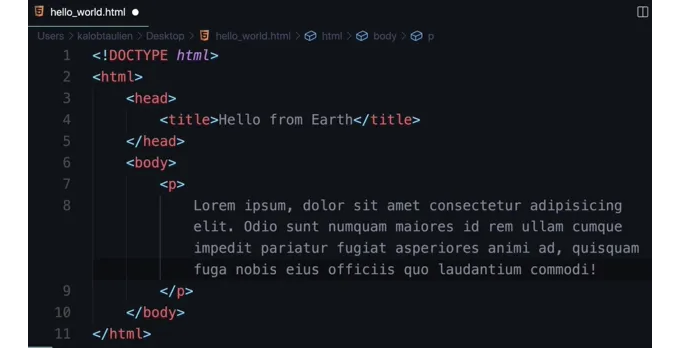 hello_world.html
Users > kalobtaulien > Desktop > hello_world.html > html > body > p
1 <!DOCTYPE html>
2 <html>
3 <head>
4 <title>Hello from Earth</title>
5 </head>
6 <body>
7 <p>
8 Lorem ipsum, dolor sit amet consectetur adipisicing
elit. Odio sunt numquam maiores id rem ullam cumque
impedit pariatur fugiat asperiores animi ad, quisquam
fuga nobis eius officiis quo laudantium commodi!
9 </p>
10 </body>
11 </html>